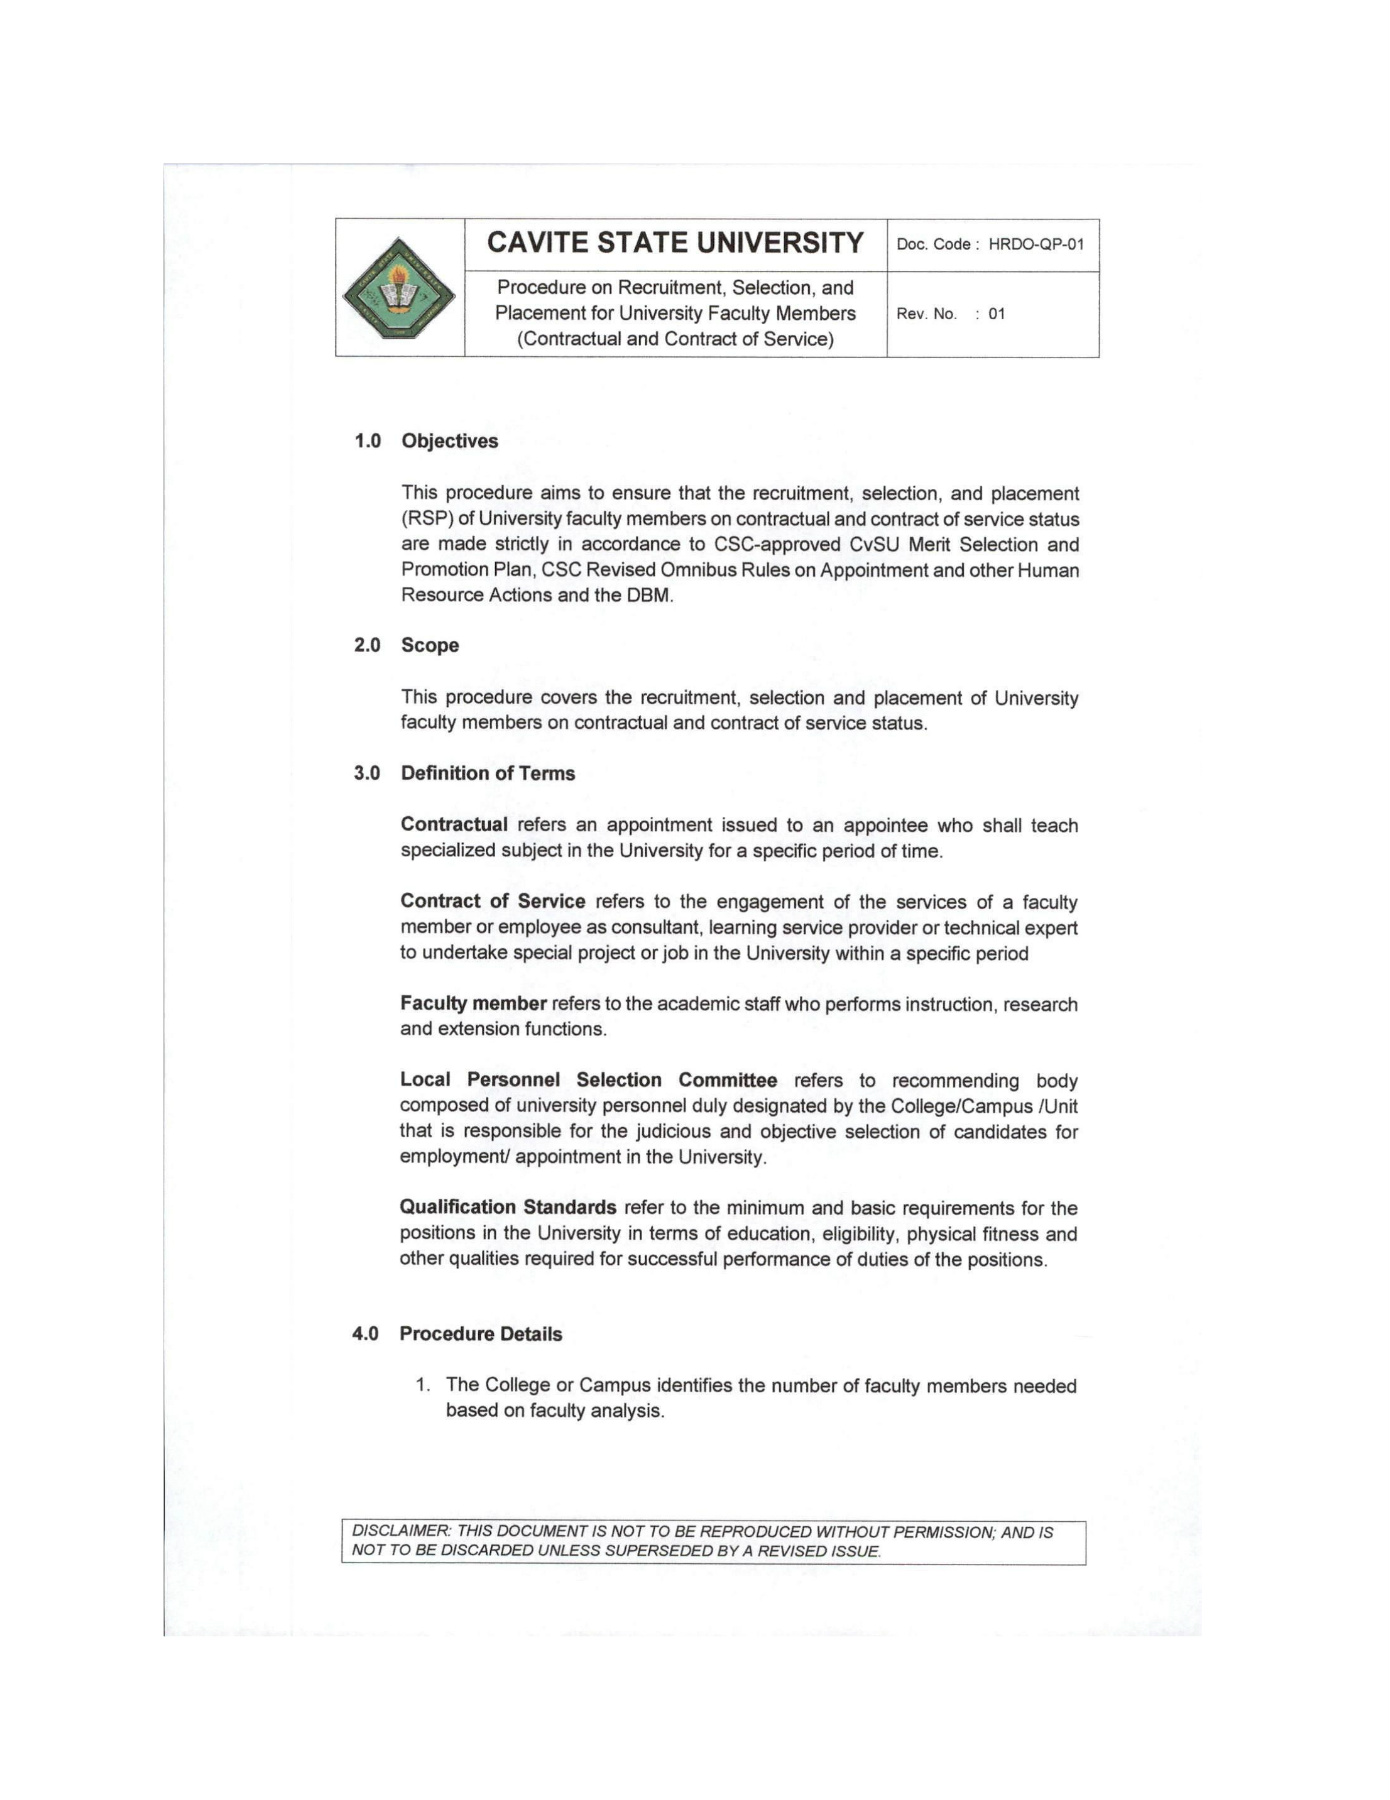 CAVITE STATE UNIVERSITY
Doc. Code : HRDO-QP-01
Procedure on Recruitment, Selection, and
Placement for University Faculty Members
(Contractual and Contract of Service)
Rev. No. : 01
1.0 Objectives
This procedure aims to ensure that the recruitment, selection, and placement
(RSP) of University faculty members on contractual and contract of service status
are made strictly in accordance to CSC-approved CvSU Merit Selection and
Promotion Plan, CSC Revised Omnibus Rules on Appointment and other Human
Resource Actions and the DBM.
2.0 Scope
This procedure covers the recruitment, selection and placement of University
faculty members on contractual and contract of service status.
3.0 Definition of Terms
Contractual refers an appointment issued to an appointee who shall teach
specialized subject in the University for a specific period of time.
Contract of Service refers to the engagement of the services of a faculty
member or employee as consultant, learning service provider or technical expert
to undertake special project or job in the University within a specific period
Faculty member refers to the academic staff who performs instruction, research
and extension functions.
Local Personnel Selection Committee refers to recommending body
composed of university personnel duly designated by the College/Campus /Unit
that is responsible for the judicious and objective selection of candidates for
employment/ appointment in the University.
Qualification Standards refer to the minimum and basic requirements for the
positions in the University in terms of education, eligibility, physical fitness and
other qualities required for successful performance of duties of the positions.
4.0 Procedure Details
1. The College or Campus identifies the number of faculty members needed
based on faculty analysis.
DISCLAIMER: THIS DOCUMENT IS NOT TO BE REPRODUCED WITHOUT PERMISSION; AND IS
NOT TO BE DISCARDED UNLESS SUPERSEDED BY A REVISED ISSUE.